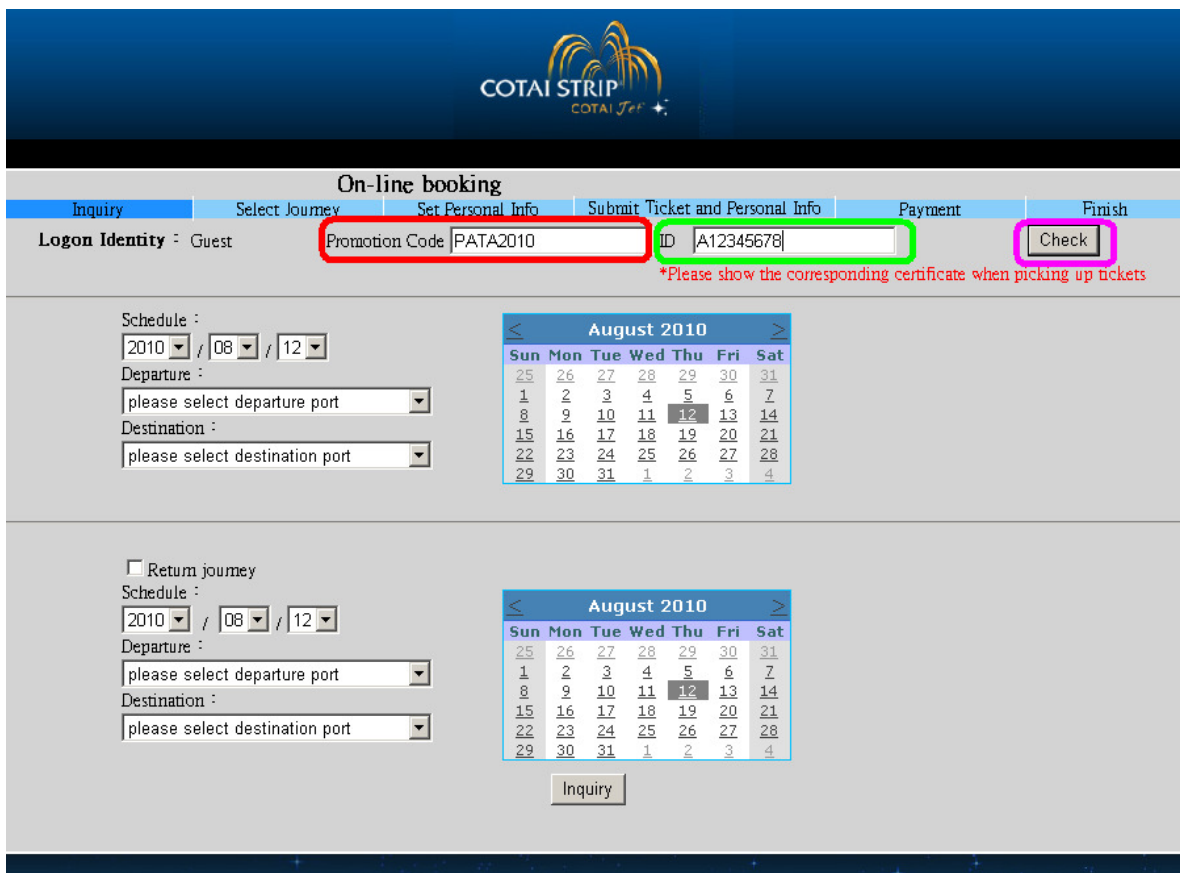 COTAI STRIP
COTAI Jet
On-line booking
Inquiry Select Journey Set Personal Info Submit Ticket and Personal Info Payment Finish
Logon Identity : Guest Promotion Code PATA2010 ID A12345678 Check
*Please show the corresponding certificate when picking up tickets
Schedule :
2010 / 08 / 12
Departure :
please select departure port
Destination :
please select destination port
< August 2010 >
Sun Mon Tue Wed Thu Fri Sat
25 26 27 28 29 30 31
1 2 3 4 5 6 7
8 9 10 11 12 13 14
15 16 17 18 19 20 21
22 23 24 25 26 27 28
29 30 31 1 2 3 4
Return journey
Schedule :
2010 / 08 / 12
Departure :
please select departure port
Destination :
please select destination port
< August 2010 >
Sun Mon Tue Wed Thu Fri Sat
25 26 27 28 29 30 31
1 2 3 4 5 6 7
8 9 10 11 12 13 14
15 16 17 18 19 20 21
22 23 24 25 26 27 28
29 30 31 1 2 3 4
Inquiry